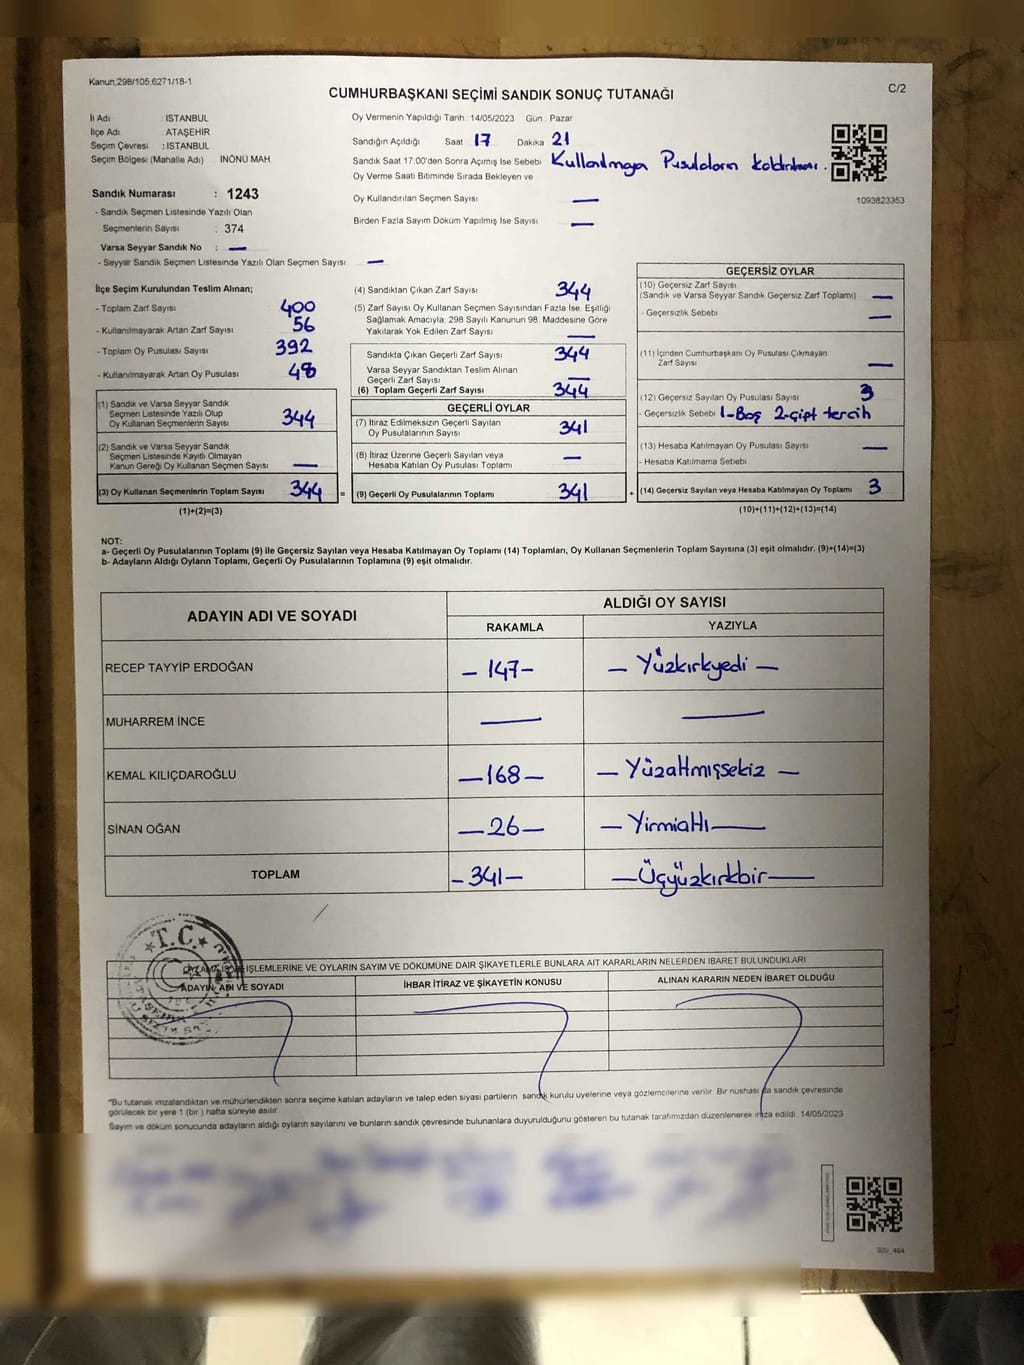 Kanun:298/105 6271/18-1
C/2
CUMHURBAŞKANI SEÇİMİ SANDIK SONUÇ TUTANAĞI
İl Adı : İSTANBUL
İlçe Adı : ATAŞEHİR
Seçim Çevresi : İSTANBUL
Seçim Bölgesi (Mahalle Adı) İNÖNÜ MAH.
Sandık Numarası : 1243
- Sandık Seçmen Listesinde Yazılı Olan
Seçmenlerin Sayısı : 374
Varsa Seyyar Sandık No : —
- Seyyar Sandık Seçmen Listesinde Yazılı Olan Seçmen Sayısı —
Oy Vermenin Yapıldığı Tarih 14/05/2023 Gün : Pazar
Sandığın Açıldığı Saat 17 Dakika 21
Sandık Saat 17:00'den Sonra Açılmış İse Sebebi Kullanılmayan Pusulaların kaldırılması.
Oy Verme Saati Bitiminde Sırada Bekleyen ve
Oy Kullandırılan Seçmen Sayısı —
Birden Fazla Sayım Döküm Yapılmış İse Sayısı —
1093823353
İlçe Seçim Kurulundan Teslim Alınan;
- Toplam Zarf Sayısı 400
- Kullanılmayarak Artan Zarf Sayısı 56
- Toplam Oy Pusulası Sayısı 392
- Kullanılmayarak Artan Oy Pusulası 48
(1) Sandık ve Varsa Seyyar Sandık
Seçmen Listesinde Yazılı Olup
Oy Kullanan Seçmenlerin Sayısı 344
(2) Sandık ve Varsa Seyyar Sandık
Seçmen Listesinde Kayıtlı Olmayan
Kanun Gereği Oy Kullanan Seçmen Sayısı —
(3) Oy Kullanan Seçmenlerin Toplam Sayısı 344 =
(1)+(2)=(3)
(4) Sandıktan Çıkan Zarf Sayısı 344
(5) Zarf Sayısı Oy Kullanan Seçmen Sayısından Fazla İse, Eşitliği
Sağlamak Amacıyla, 298 Sayılı Kanunun 98. Maddesine Göre
Yakılarak Yok Edilen Zarf Sayısı —
Sandıkta Çıkan Geçerli Zarf Sayısı 344
Varsa Seyyar Sandıktan Teslim Alınan
Geçerli Zarf Sayısı —
(6) Toplam Geçerli Zarf Sayısı 344
GEÇERLİ OYLAR
(7) İtiraz Edilmeksizin Geçerli Sayılan
Oy Pusulalarının Sayısı 341
(8) İtiraz Üzerine Geçerli Sayılan veya
Hesaba Katılan Oy Pusulası Toplamı —
(9) Geçerli Oy Pusulalarının Toplamı 341 +
GEÇERSİZ OYLAR
(10) Geçersiz Zarf Sayısı
(Sandık ve Varsa Seyyar Sandık Geçersiz Zarf Toplamı) —
- Geçersizlik Sebebi —
(11) İçinden Cumhurbaşkanı Oy Pusulası Çıkmayan
Zarf Sayısı —
(12) Geçersiz Sayılan Oy Pusulası Sayısı 3
- Geçersizlik Sebebi 1-Boş 2-çift tercih
(13) Hesaba Katılmayan Oy Pusulası Sayısı —
- Hesaba Katılmama Sebebi
(14) Geçersiz Sayılan veya Hesaba Katılmayan Oy Toplamı 3
(10)+(11)+(12)+(13)=(14)
NOT:
a- Geçerli Oy Pusulalarının Toplamı (9) ile Geçersiz Sayılan veya Hesaba Katılmayan Oy Toplamı (14) Toplamları, Oy Kullanan Seçmenlerin Toplam Sayısına (3) eşit olmalıdır. (9)+(14)=(3)
b- Adayların Aldığı Oyların Toplamı, Geçerli Oy Pusulalarının Toplamına (9) eşit olmalıdır.
ADAYIN ADI VE SOYADI ALDIĞI OY SAYISI
RAKAMLA YAZIYLA
RECEP TAYYİP ERDOĞAN – 147 – – Yüzkırkyedi –
MUHARREM İNCE — —
KEMAL KILIÇDAROĞLU – 168 – – Yüzaltmışsekiz –
SİNAN OĞAN – 26 – – Yirmialtı –
TOPLAM – 341 – – Üçyüzkırkbir –
T.C.
OYLAMA İŞ VE İŞLEMLERİNE VE OYLARIN SAYIM VE DÖKÜMÜNE DAİR ŞİKAYETLERLE BUNLARA AİT KARARLARIN NELERDEN İBARET BULUNDUKLARI
ADAYIN ADI VE SOYADI İHBAR İTİRAZ VE ŞİKAYETİN KONUSU ALINAN KARARIN NEDEN İBARET OLDUĞU
*Bu tutanak imzalandıktan ve mühürlendikten sonra seçime katılan adayların ve talep eden siyasi partilerin sandık kurulu üyelerine veya gözlemcilerine verilir. Bir nüshası da sandık çevresinde
görülecek bir yere 1 (bir ) hafta süreyle asılır.
Sayım ve döküm sonucunda adayların aldığı oyların sayılarını ve bunların sandık çevresinde bulunanlara duyurulduğunu gösteren bu tutanak tarafımızdan düzenlenerek imza edildi. 14/05/2023